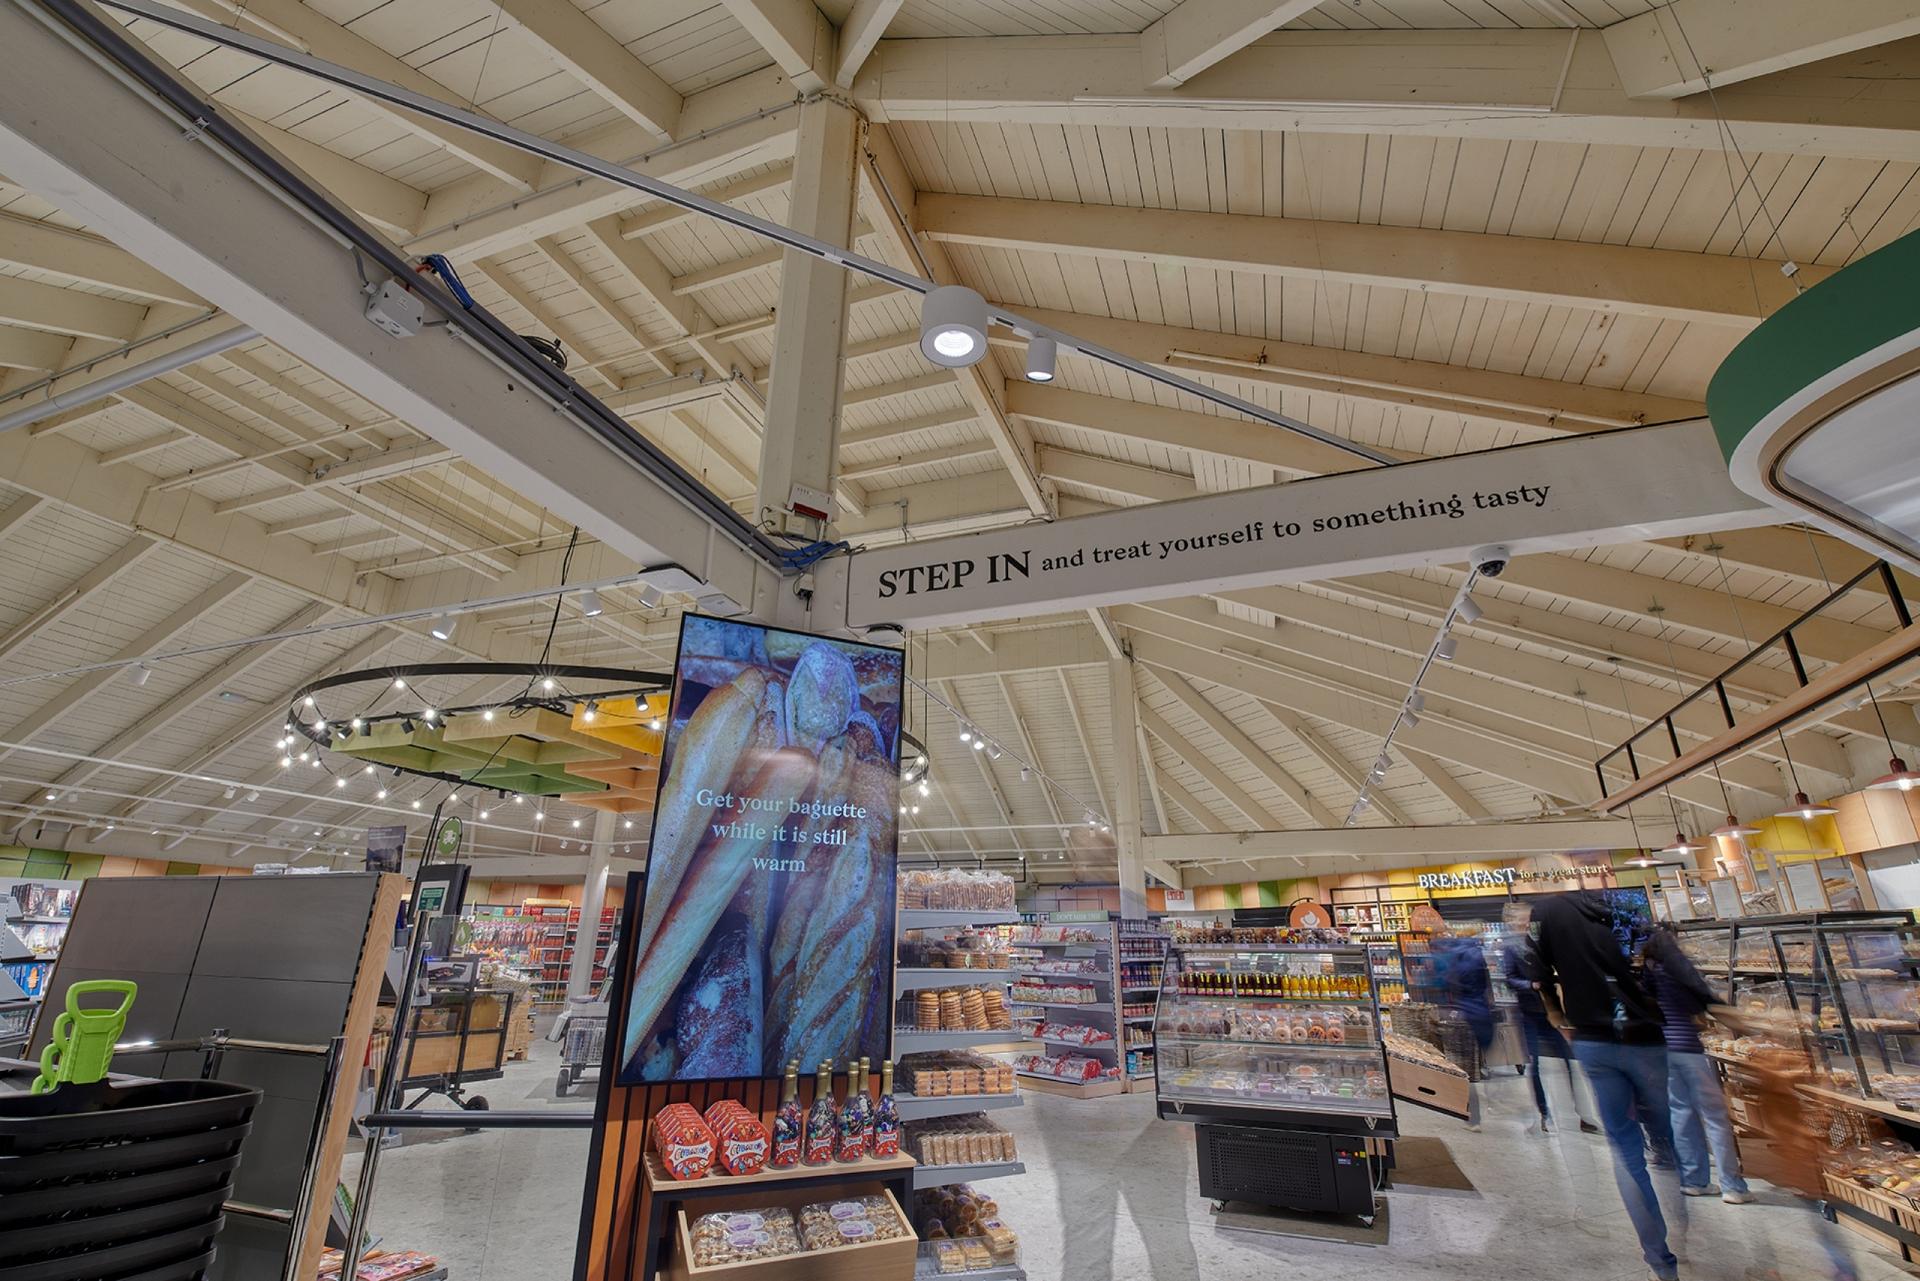 STEP IN and treat yourself to something tasty
Get your baguette
while it is still
warm
BREAKFAST for a great start